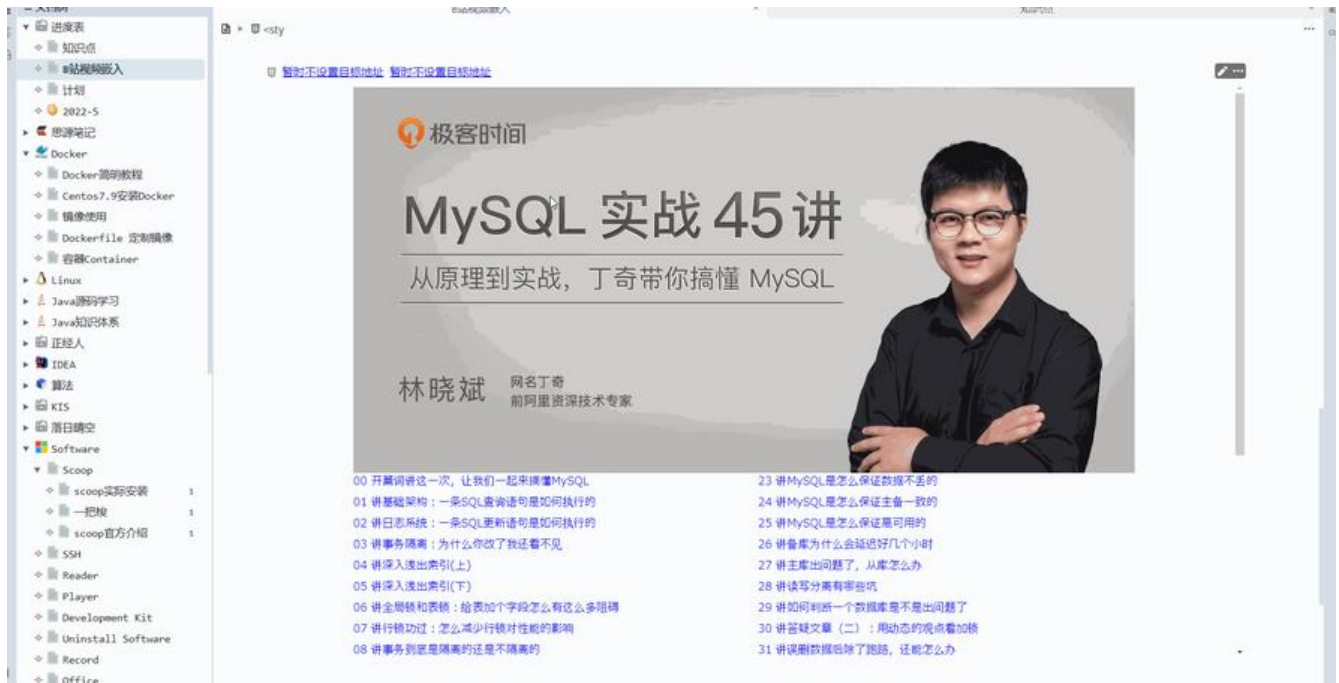 进度表
知识点
B站视频嵌入
计划
2022-5
思源笔记
Docker
Docker简明教程
Centos7.9安装Docker
镜像使用
Dockerfile 定制镜像
容器Container
Linux
Java源码学习
Java知识体系
正经人
IDEA
算法
KIS
落日晴空
Software
Scoop
scoop实际安装 1
一把梭 1
scoop官方介绍 1
SSH
Reader
Player
Development Kit
Uninstall Software
Record
Office
B站视频嵌入
知识点
<sty
暂时不设置目标地址 暂时不设置目标地址
极客时间
MySQL 实战 45 讲
从原理到实战，丁奇带你搞懂 MySQL
林晓斌
网名丁奇
前阿里资深技术专家
00 开篇词讲这一次，让我们一起来搞懂MySQL
01 讲基础架构：一条SQL查询语句是如何执行的
02 讲日志系统：一条SQL更新语句是如何执行的
03 讲事务隔离：为什么你改了我还看不见
04 讲深入浅出索引(上)
05 讲深入浅出索引(下)
06 讲全局锁和表锁：给表加个字段怎么有这么多阻碍
07 讲行锁功过：怎么减少行锁对性能的影响
08 讲事务到底是隔离的还是不隔离的
23 讲MySQL是怎么保证数据不丢的
24 讲MySQL是怎么保证主备一致的
25 讲MySQL是怎么保证高可用的
26 讲备库为什么会延迟好几个小时
27 讲主库出问题了，从库怎么办
28 讲读写分离有哪些坑
29 讲如何判断一个数据库是不是出问题了
30 讲答疑文章（二）：用动态的观点看加锁
31 讲误删数据后除了跑路，还能怎么办